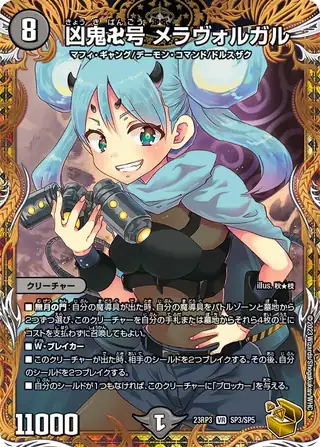 8
きょうきばんごう
凶鬼卍号 メラヴォルガル
マフィ・ギャング/デーモン・コマンド/ドルスザク
illus. 秋★枝
クリーチャー
■無月の門:自分の魔導具が出た時、自分の魔導具をバトルゾーンと墓地から
2つずつ選び、このクリーチャーを自分の手札または墓地からそれら4枚の上に
コストを支払わずに召喚してもよい。
■W・ブレイカー
■このクリーチャーが出た時、相手のシールドを2つブレイクする。その後、自分
のシールドを2つブレイクする。
■自分のシールドが1つもなければ、このクリーチャーに「ブロッカー」を与える。
11000
23RP3 VR SP3/SP5